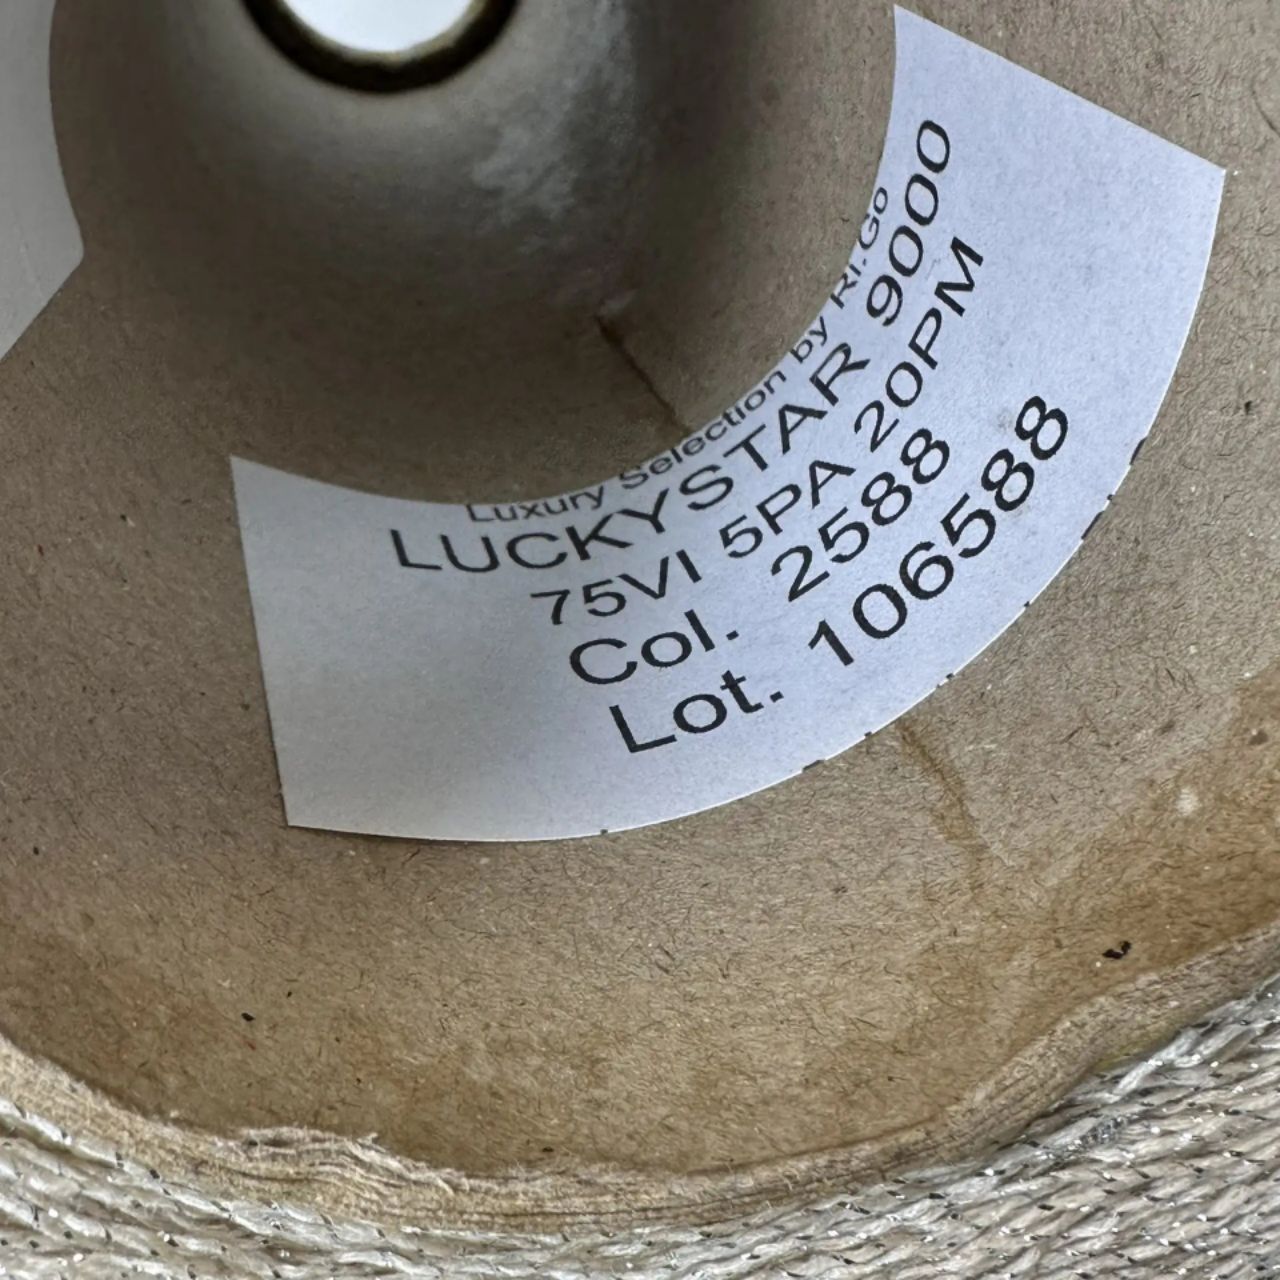 Luxury Selection by RI.Go
LUCKYSTAR 9000
75VI 5PA 20PM
Col. 2588
Lot. 106588